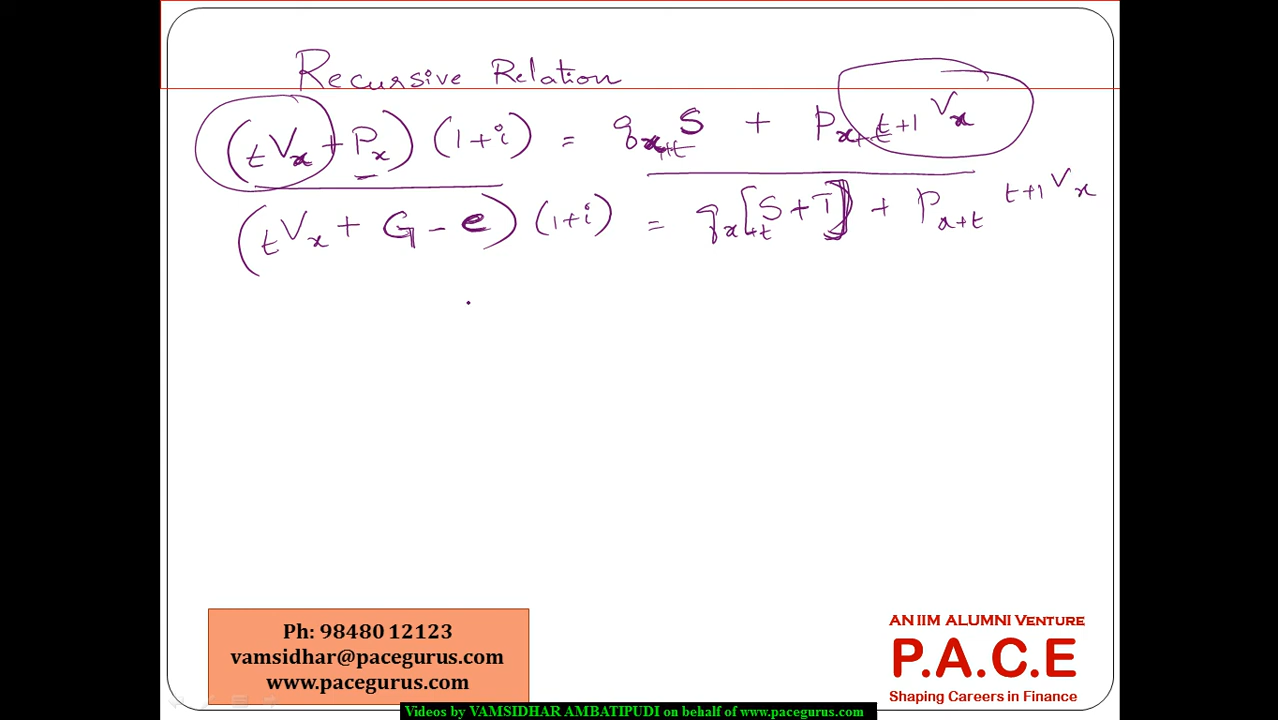 Recursive Relation
(tVx + Px) (1+i) = qx+t S + Px+t t+1Vx
(tVx + G - e) (1+i) = qx+t [S + T] + Px+t t+1Vx
Ph: 98480 12123
vamsidhar@pacegurus.com
www.pacegurus.com
AN IIM ALUMNI VENTURE
P.A.C.E
Shaping Careers in Finance
Videos by VAMSIDHAR AMBATIPUDI on behalf of www.pacegurus.com